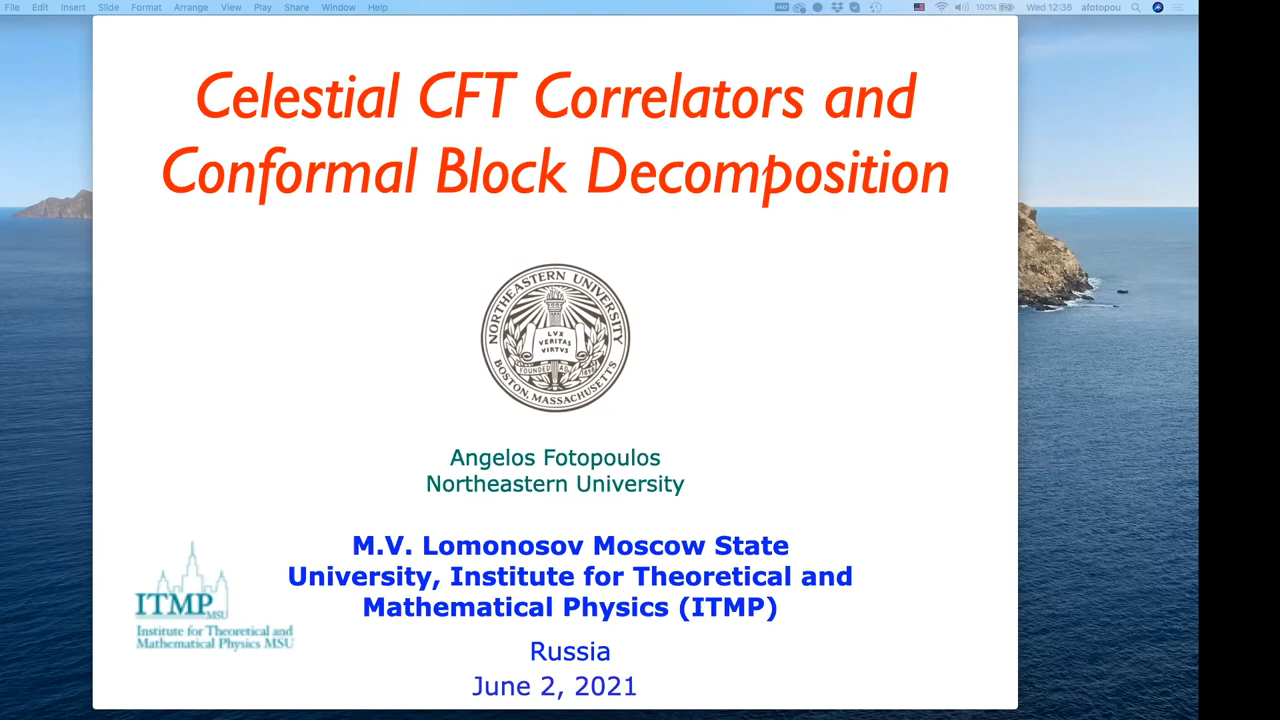 File Edit Insert Slide Format Arrange View Play Share Window Help
100% Wed 12:35 afotopou
Celestial CFT Correlators and
Conformal Block Decomposition
NORTHEASTERN UNIVERSITY
LVX
VERITAS
VIRTVS
FOUNDED A.D. 1898
BOSTON, MASSACHUSETTS
Angelos Fotopoulos
Northeastern University
M.V. Lomonosov Moscow State
University, Institute for Theoretical and
Mathematical Physics (ITMP)
ITMP MSU
Institute for Theoretical and
Mathematical Physics MSU
Russia
June 2, 2021